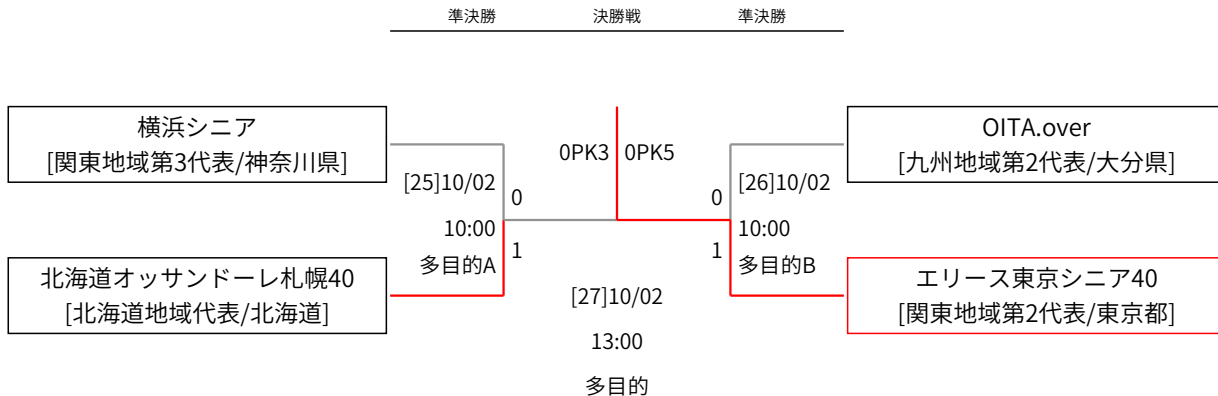 準決勝 決勝戦 準決勝
横浜シニア
[関東地域第3代表/神奈川県]
OITA.over
[九州地域第2代表/大分県]
0PK3 0PK5
[25]10/02
0
10:00
1
多目的A
0
[26]10/02
10:00
1
多目的B
北海道オッサンドーレ札幌40
[北海道地域代表/北海道]
エリース東京シニア40
[関東地域第2代表/東京都]
[27]10/02
13:00
多目的